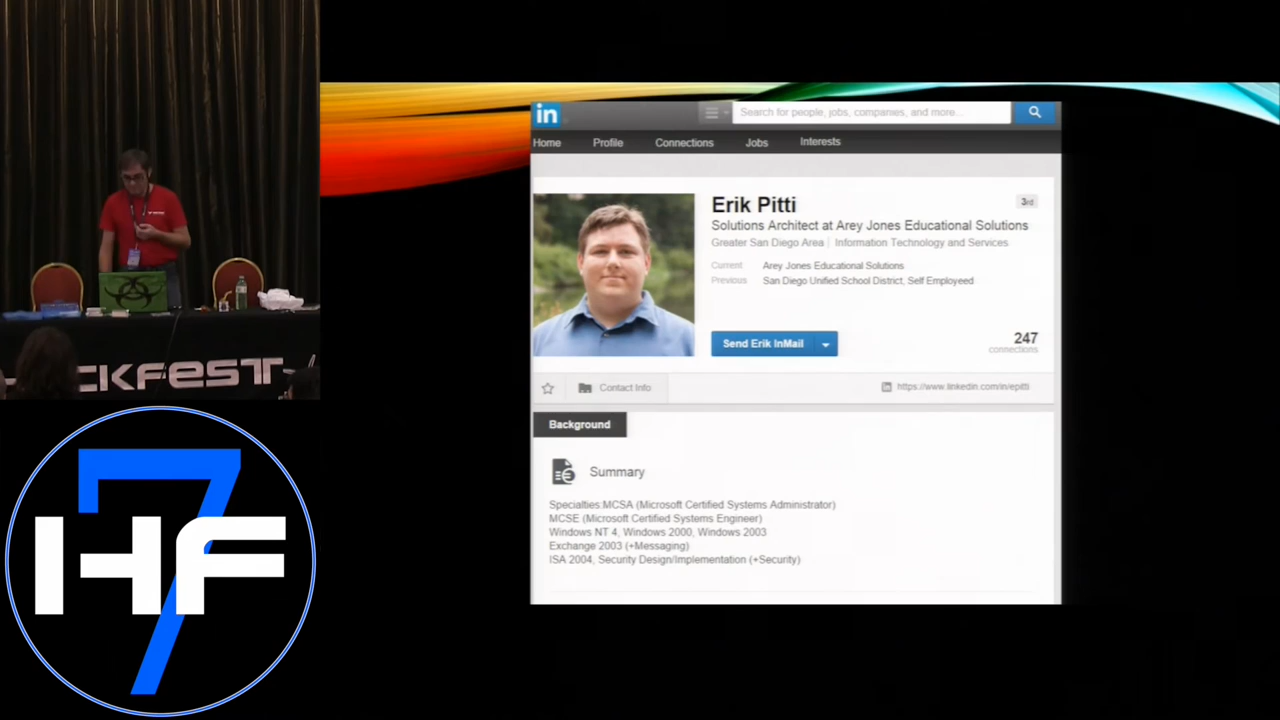 in
Search for people, jobs, companies, and more...
Home Profile Connections Jobs Interests
Erik Pitti
3rd
Solutions Architect at Arey Jones Educational Solutions
Greater San Diego Area | Information Technology and Services
Current Arey Jones Educational Solutions
Previous San Diego Unified School District, Self Employeed
Send Erik InMail
247
connections
Contact Info
https://www.linkedin.com/in/epitti
Background
Summary
Specialties:MCSA (Microsoft Certified Systems Administrator)
MCSE (Microsoft Certified Systems Engineer)
Windows NT 4, Windows 2000, Windows 2003
Exchange 2003 (+Messaging)
ISA 2004, Security Design/Implementation (+Security)
CKFEST
7
HF